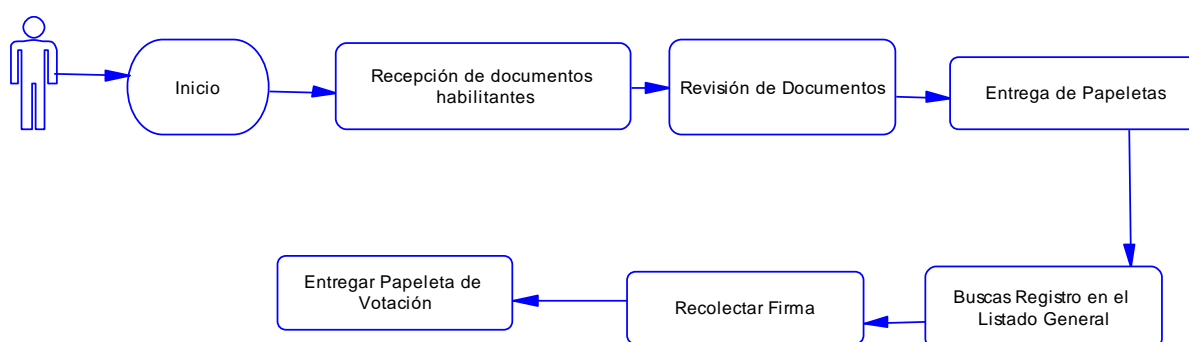 Inicio
Recepción de documentos
habilitantes
Revisión de Documentos
Entrega de Papeletas
Buscas Registro en el
Listado General
Recolectar Firma
Entregar Papeleta de
Votación